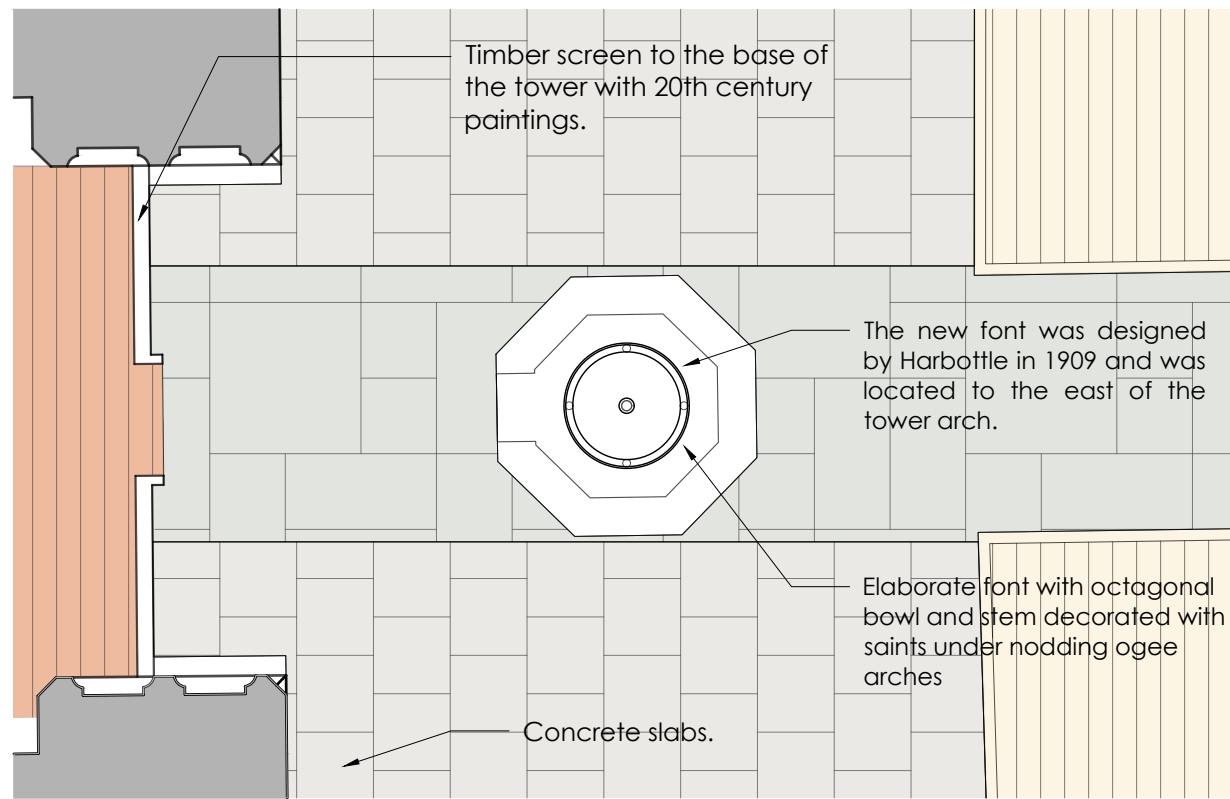 Timber screen to the base of
the tower with 20th century
paintings.
The new font was designed
by Harbottle in 1909 and was
located to the east of the
tower arch.
Elaborate font with octagonal
bowl and stem decorated with
saints under nodding ogee
arches
Concrete slabs.